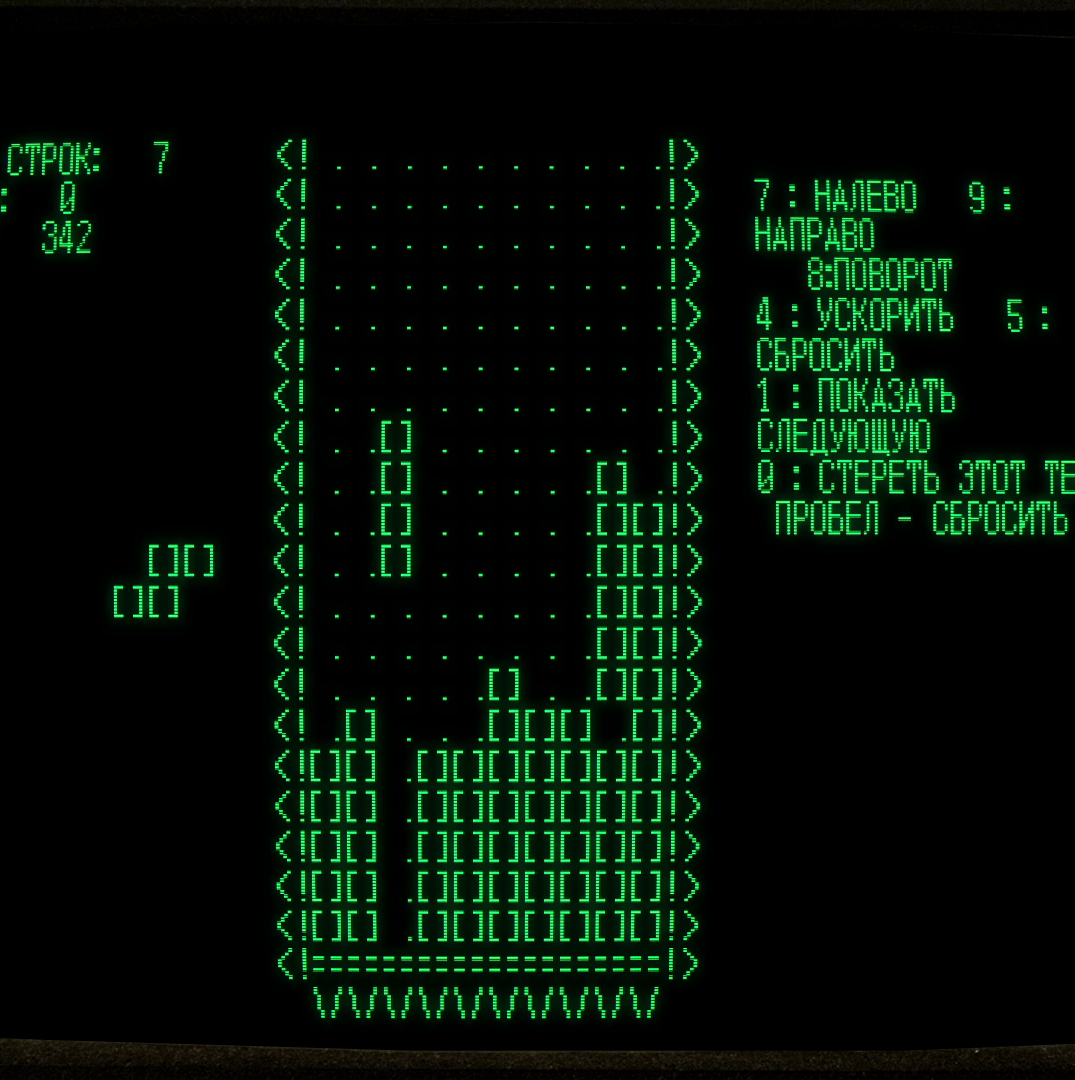 СТРОК: 7
: 0
342
7 : НАЛЕВО 9 :
НАПРАВО
8:ПОВОРОТ
4 : УСКОРИТЬ 5 :
СБРОСИТЬ
1 : ПОКАЗАТЬ
СЛЕДУЮЩУЮ
0 : СТЕРЕТЬ ЭТОТ ТЕ
ПРОБЕЛ - СБРОСИТЬ